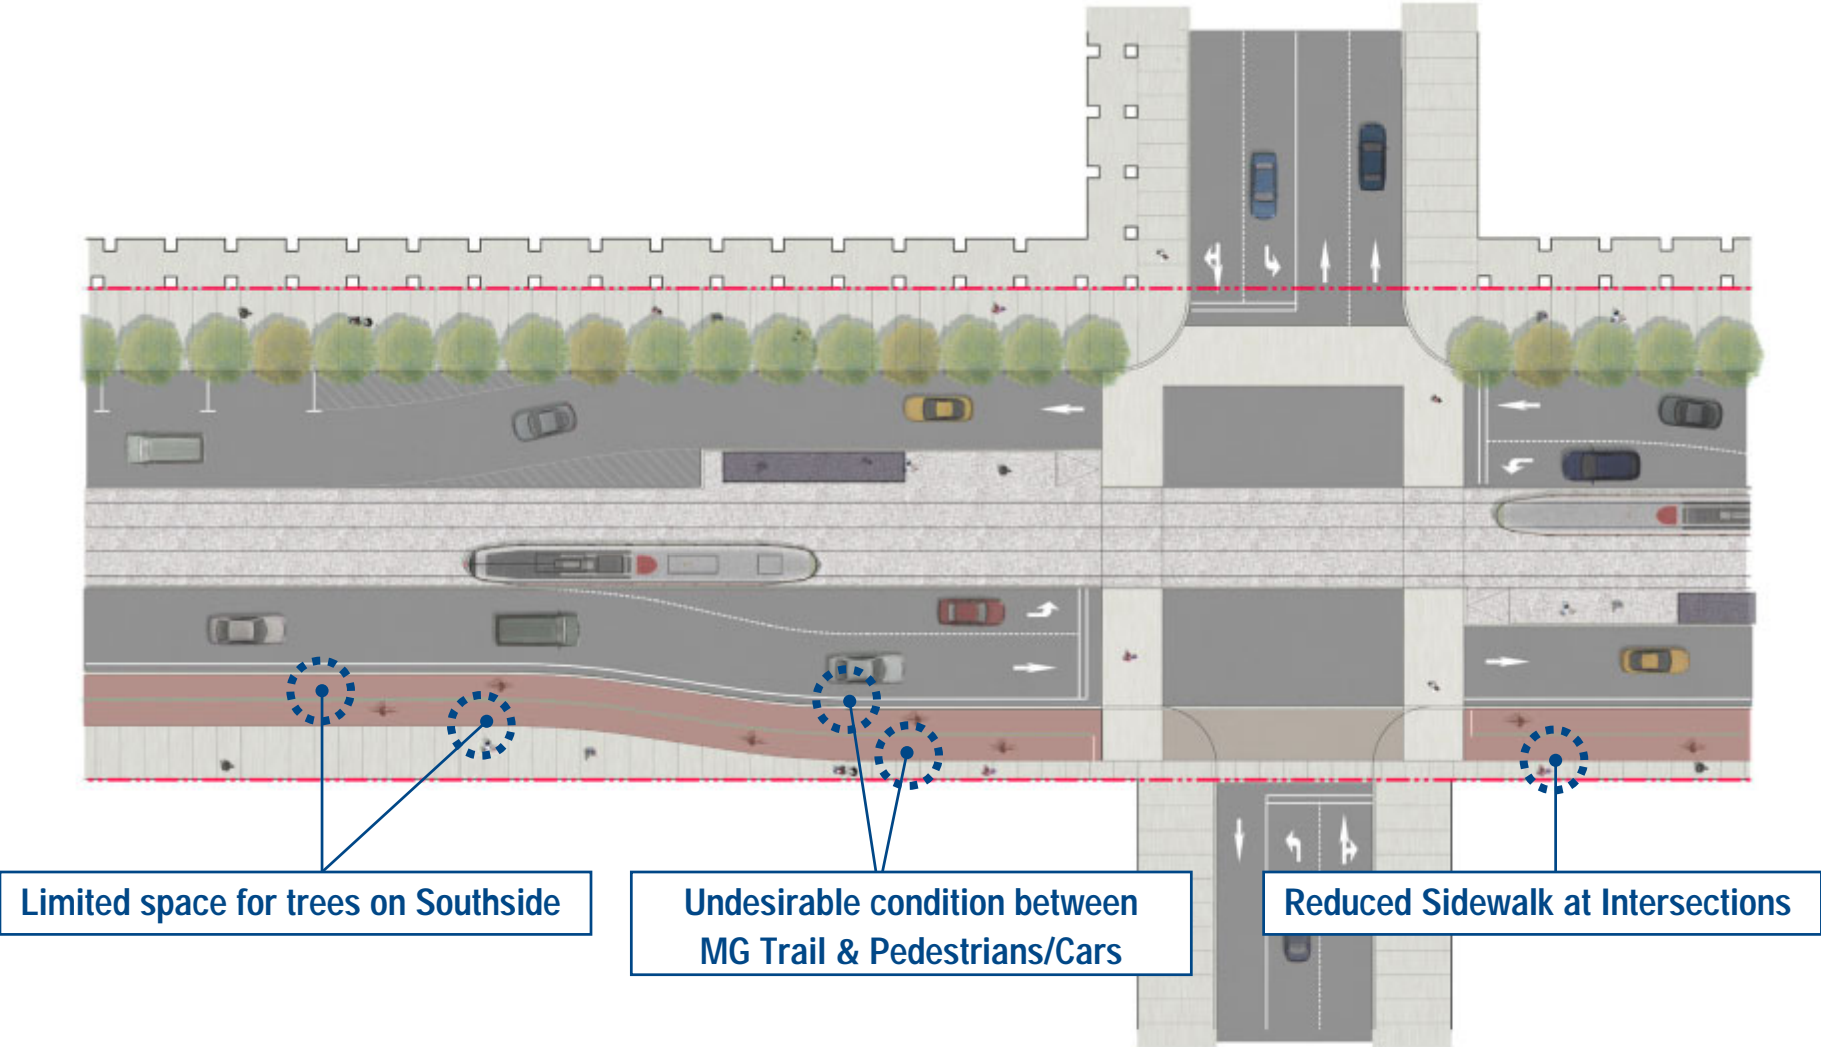 Limited space for trees on Southside
Undesirable condition between
MG Trail & Pedestrians/Cars
Reduced Sidewalk at Intersections